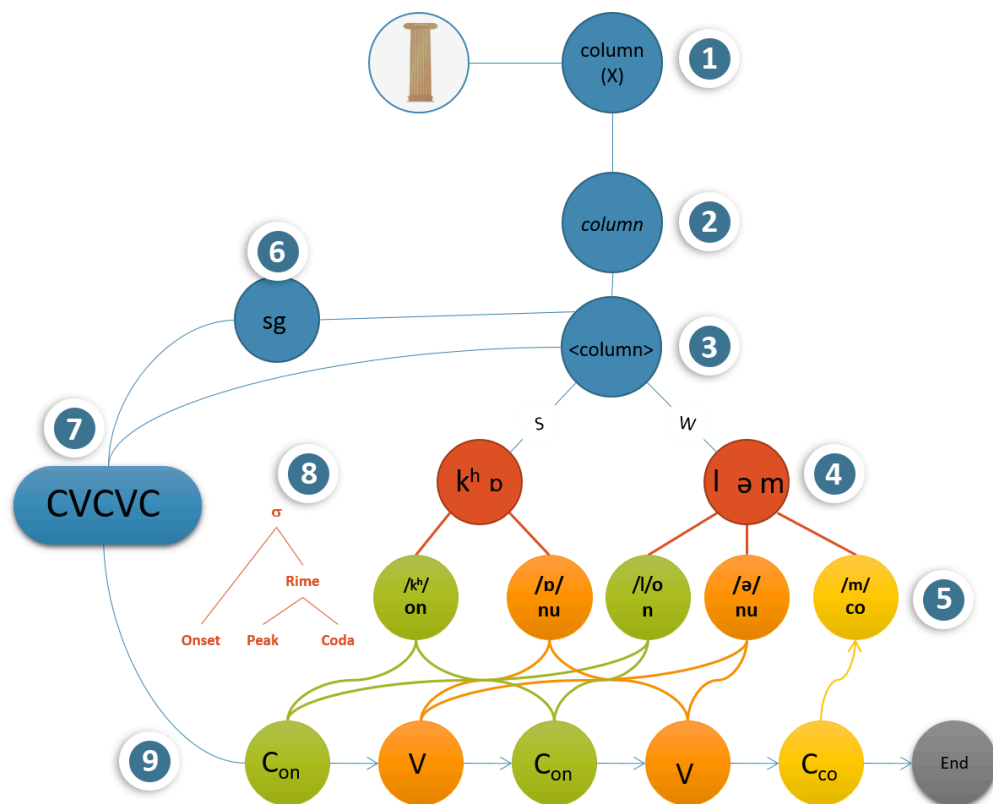 column
(X)
1
column
2
6
sg
<column>
3
s
w
7
8
4
kʰ ɒ
l ə m
CVCVC
σ
Rime
Onset
Peak
Coda
/kʰ/
on
/ɒ/
nu
/l/o
n
/ə/
nu
/m/
co
5
9
Con
V
Con
V
Cco
End